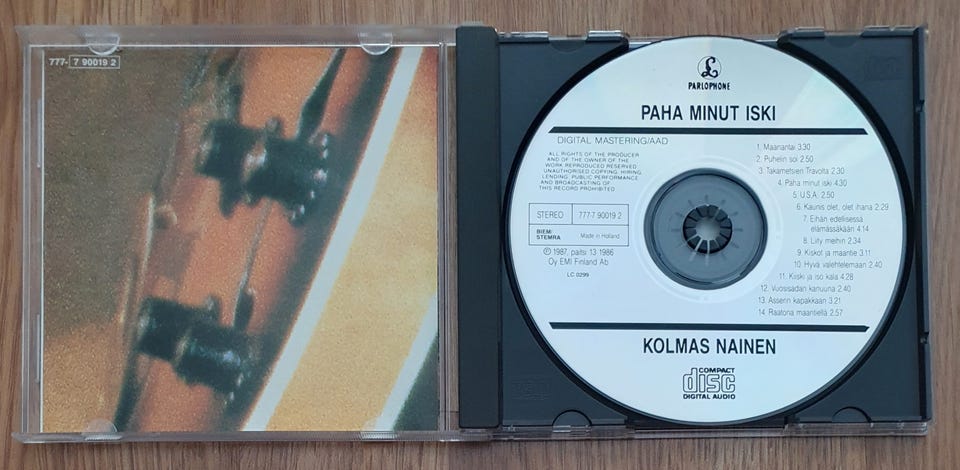 777- 7 90019 2
PARLOPHONE
PAHA MINUT ISKI
DIGITAL MASTERING/AAD
ALL RIGHTS OF THE PRODUCER
AND OF THE OWNER OF THE
WORK REPRODUCED RESERVED
UNAUTHORISED COPYING, HIRING
LENDING, PUBLIC PERFORMANCE
AND BROADCASTING OF
THIS RECORD PROHIBITED
STEREO 777-7 90019 2
BIEM/
STEMRA Made in Holland
℗ 1987, paitsi 13 1986
Oy EMI Finland Ab
LC 0299
1. Maanantai 3.30
2. Puhelin soi 2.50
3. Takametsien Travolta 2.30
4. Paha minut iski 4.30
5. U.S.A. 2.50
6. Kaunis olet, olet ihana 2.29
7. Eihän edellisessä
elämässäkään 4.14
8. Liity meihin 2.34
9. Kiskot ja maantie 3.11
10. Hyvä valehtelemaan 2.40
11. Kiiski ja iso kala 4.28
12. Vuosisadan kanuuna 2.40
13. Asserin kapakkaan 3.21
14. Raatona maantiellä 2.57
KOLMAS NAINEN
COMPACT
disc
DIGITAL AUDIO